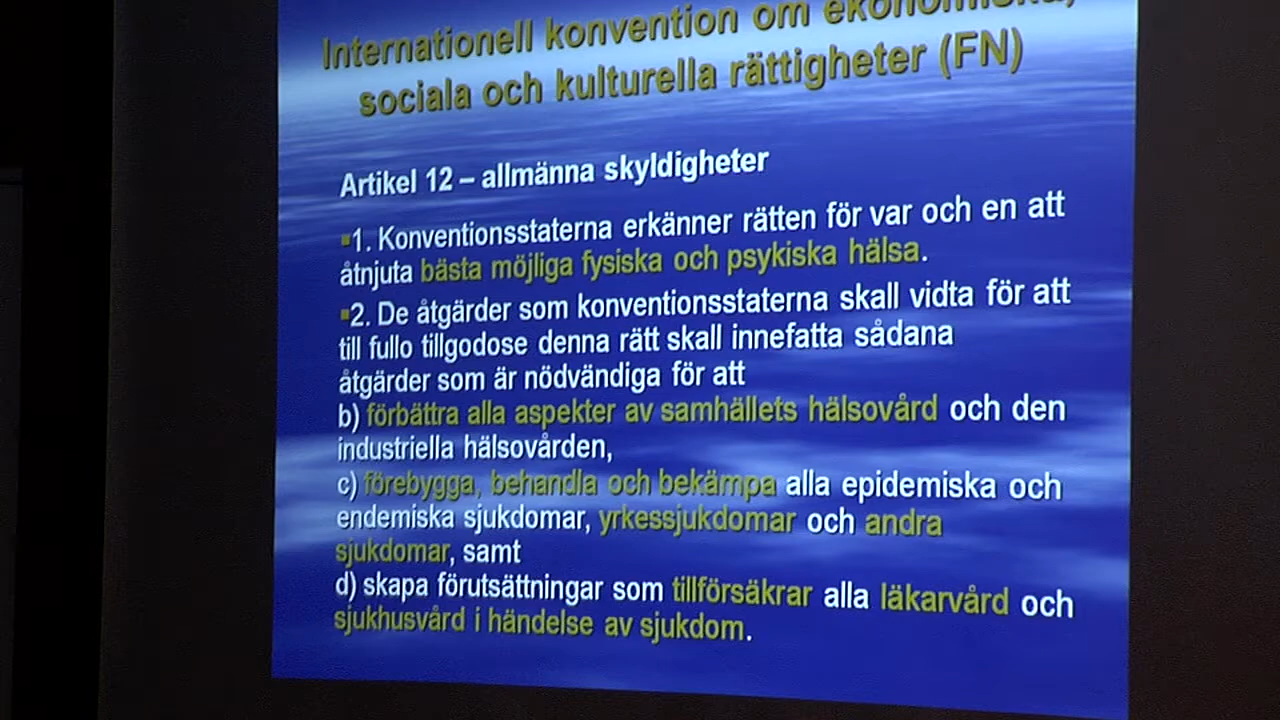 Internationell konvention om ekonomiska,
sociala och kulturella rättigheter (FN)
Artikel 12 – allmänna skyldigheter
1. Konventionsstaterna erkänner rätten för var och en att
åtnjuta bästa möjliga fysiska och psykiska hälsa.
2. De åtgärder som konventionsstaterna skall vidta för att
till fullo tillgodose denna rätt skall innefatta sådana
åtgärder som är nödvändiga för att
b) förbättra alla aspekter av samhällets hälsovård och den
industriella hälsovården,
c) förebygga, behandla och bekämpa alla epidemiska och
endemiska sjukdomar, yrkessjukdomar och andra
sjukdomar, samt
d) skapa förutsättningar som tillförsäkrar alla läkarvård och
sjukhusvård i händelse av sjukdom.